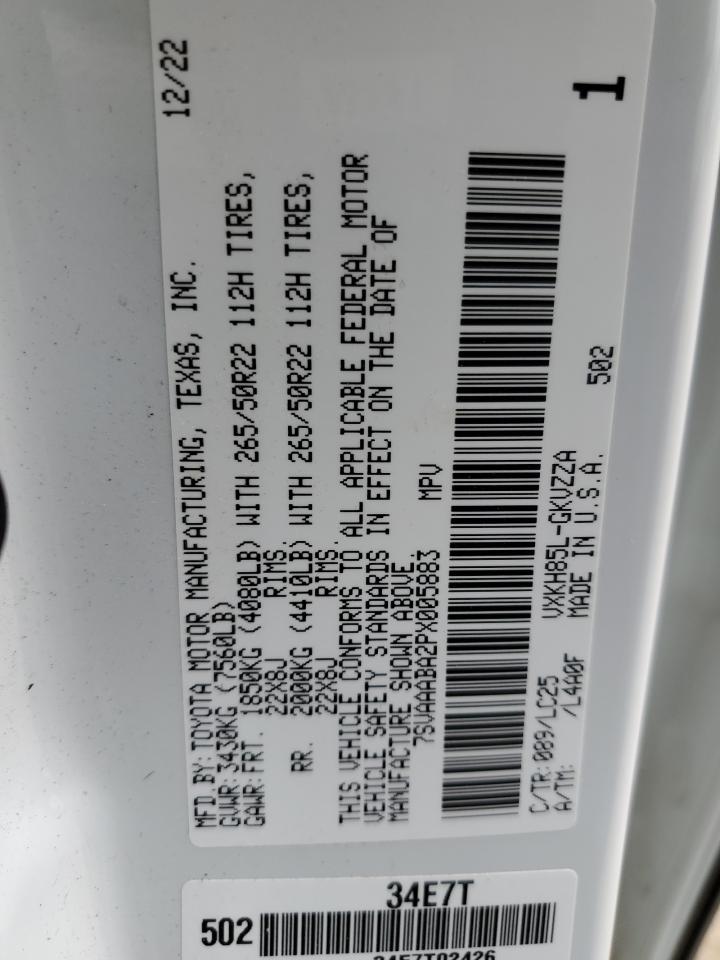 MFD.BY:TOYOTA MOTOR MANUFACTURING, TEXAS, INC. 12/22
GVWR:3430KG (7560LB)
GAWR:FRT. 1850KG (4080LB) WITH 265/50R22 112H TIRES,
22X8J RIMS.
RR. 2000KG (4410LB) WITH 265/50R22 112H TIRES,
22X8J RIMS.
THIS VEHICLE CONFORMS TO ALL APPLICABLE FEDERAL MOTOR
VEHICLE SAFETY STANDARDS IN EFFECT ON THE DATE OF
MANUFACTURE SHOWN ABOVE.
7SVAAABA2PX005883 MPV
C/TR:089/LC25 VXKH85L-GKVZZA 502
A/TM: /L4A0F MADE IN U.S.A.
1
502 34E7T
34E7T02426